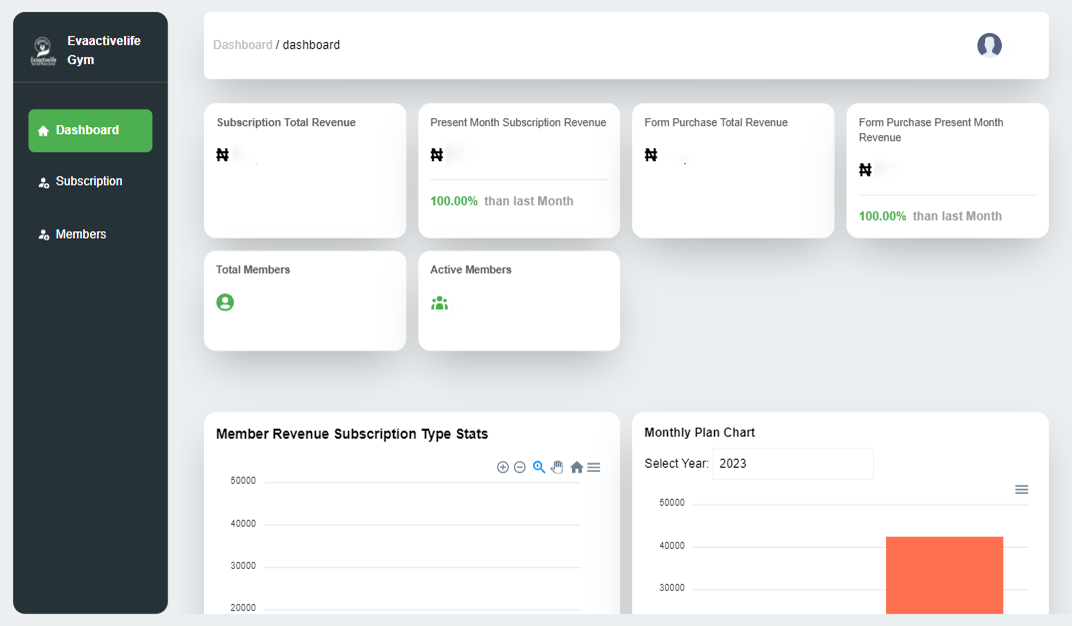 Evaactivelife
Gym
Dashboard
Subscription
Members
Dashboard / dashboard
Subscription Total Revenue
₦
Present Month Subscription Revenue
₦
100.00% than last Month
Form Purchase Total Revenue
₦
Form Purchase Present Month
Revenue
₦
100.00% than last Month
Total Members
Active Members
Member Revenue Subscription Type Stats
50000
40000
30000
20000
Monthly Plan Chart
Select Year: 2023
50000
40000
30000